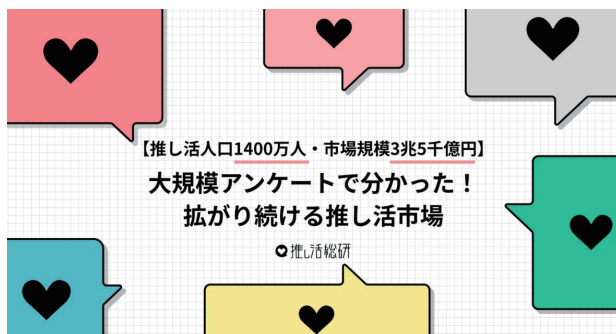 【推し活人口1400万人・市場規模3兆5千億円】
大規模アンケートで分かった！
拡がり続ける推し活市場
推し活総研